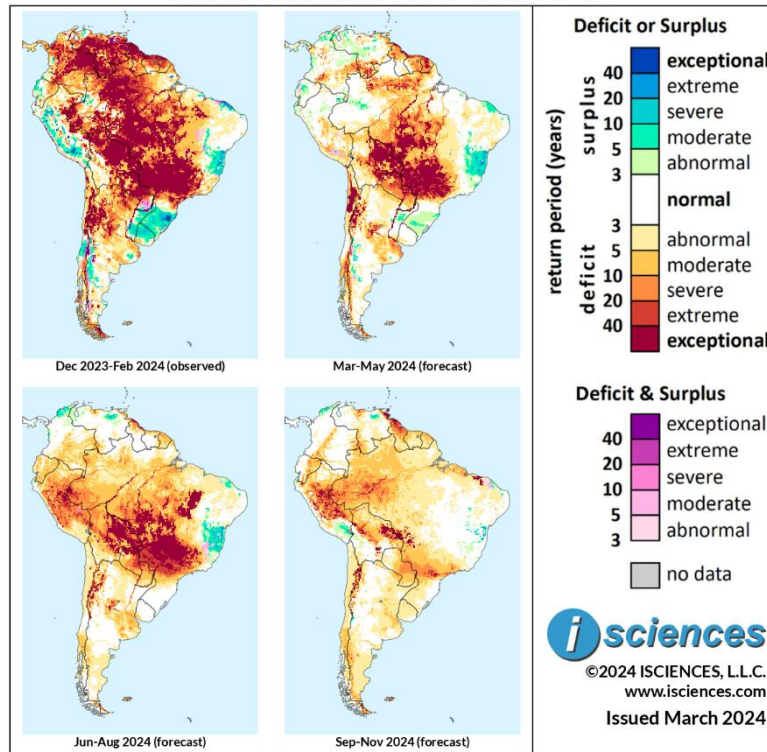 Dec 2023-Feb 2024 (observed)
Mar-May 2024 (forecast)
Jun-Aug 2024 (forecast)
Sep-Nov 2024 (forecast)
Deficit or Surplus
return period (years)
surplus
deficit
40
20
10
5
3
3
5
10
20
40
exceptional
extreme
severe
moderate
abnormal
normal
abnormal
moderate
severe
extreme
exceptional
Deficit & Surplus
40
20
10
5
3
exceptional
extreme
severe
moderate
abnormal
no data
i sciences
©2024 ISCIENCES, L.L.C.
www.isciences.com
Issued March 2024